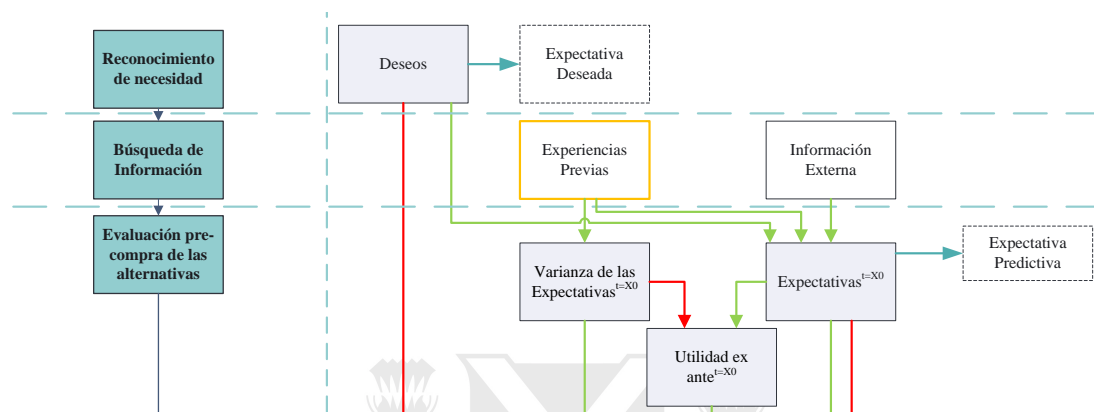 Reconocimiento
de necesidad
Deseos
Expectativa
Deseada
Búsqueda de
Información
Experiencias
Previas
Información
Externa
Evaluación pre-
compra de las
alternativas
Varianza de las
Expectativas^t=X0
Expectativas^t=X0
Expectativa
Predictiva
Utilidad ex
ante^t=X0